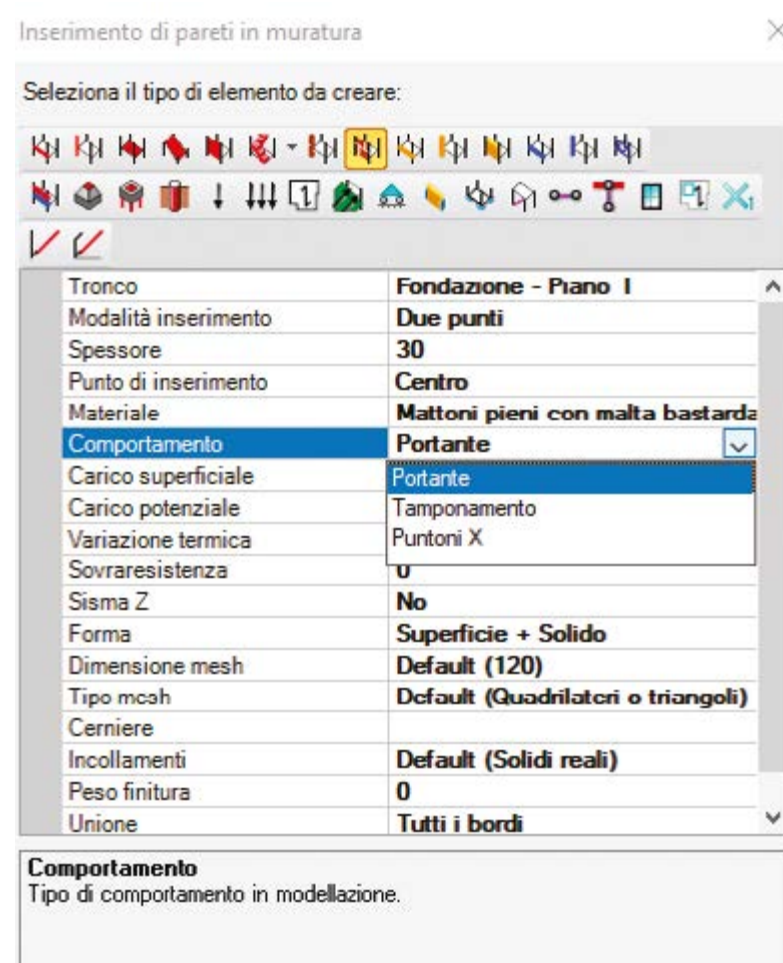 Inserimento di pareti in muratura
Seleziona il tipo di elemento da creare:
Tronco Fondazione - Piano 1
Modalità inserimento Due punti
Spessore 30
Punto di inserimento Centro
Materiale Mattoni pieni con malta bastarda
Comportamento Portante
Carico superficiale Portante
Carico potenziale Tamponamento
Variazione termica Puntoni X
Sovraresistenza 0
Sisma Z No
Forma Superficie + Solido
Dimensione mesh Default (120)
Tipo mesh Default (Quadrilateri o triangoli)
Cerniere
Incollamenti Default (Solidi reali)
Peso finitura 0
Unione Tutti i bordi
Comportamento
Tipo di comportamento in modellazione.